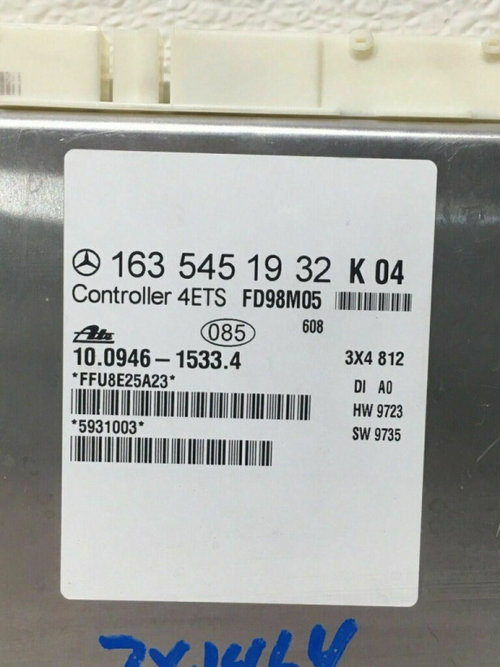 163 545 19 32 K 04
Controller 4ETS FD98M05
Ate 085 608
10.0946-1533.4 3X4 812
*FFU8E25A23* DI A0
HW 9723
*5931003* SW 9735